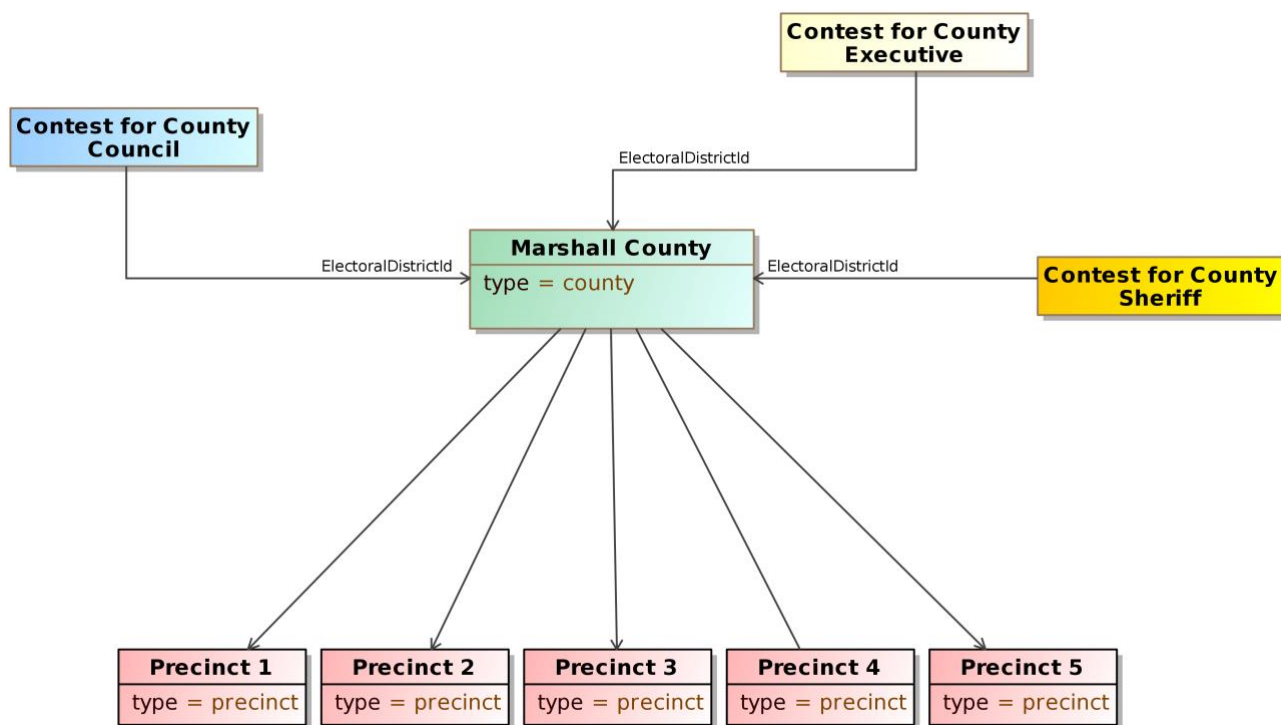 Contest for County
Executive
Contest for County
Council
ElectoralDistrictId
Marshall County
type = county
ElectoralDistrictId
ElectoralDistrictId
Contest for County
Sheriff
Precinct 1
type = precinct
Precinct 2
type = precinct
Precinct 3
type = precinct
Precinct 4
type = precinct
Precinct 5
type = precinct